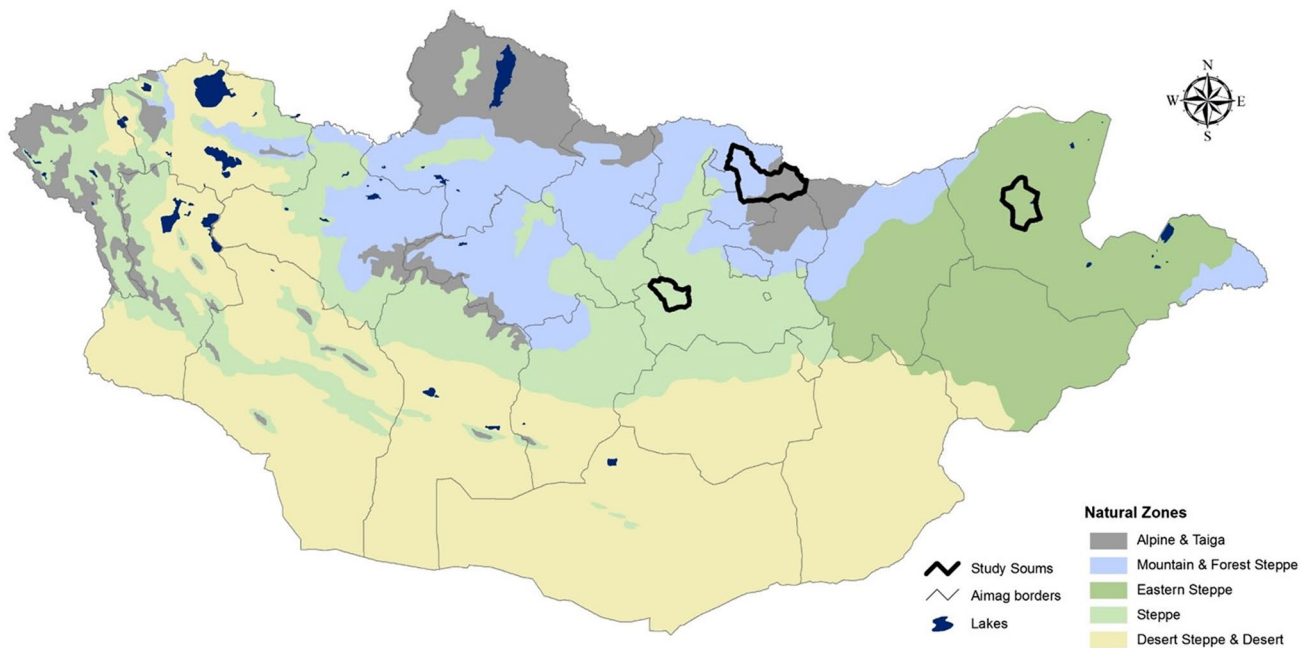 N
W E
S
Natural Zones
Alpine & Taiga
Mountain & Forest Steppe
Eastern Steppe
Steppe
Desert Steppe & Desert
Study Soums
Aimag borders
Lakes